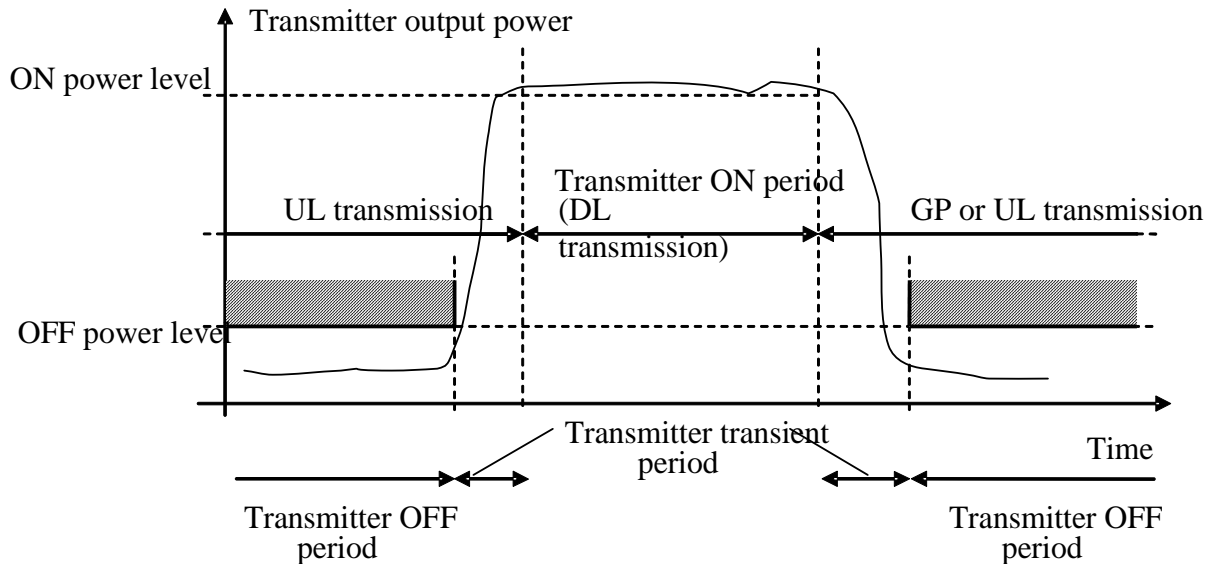 Transmitter output power
ON power level
Transmitter ON period
UL transmission
(DL
GP or UL transmission
transmission)
OFF power level
Transmitter transient
period
Time
Transmitter OFF
period
Transmitter OFF
period